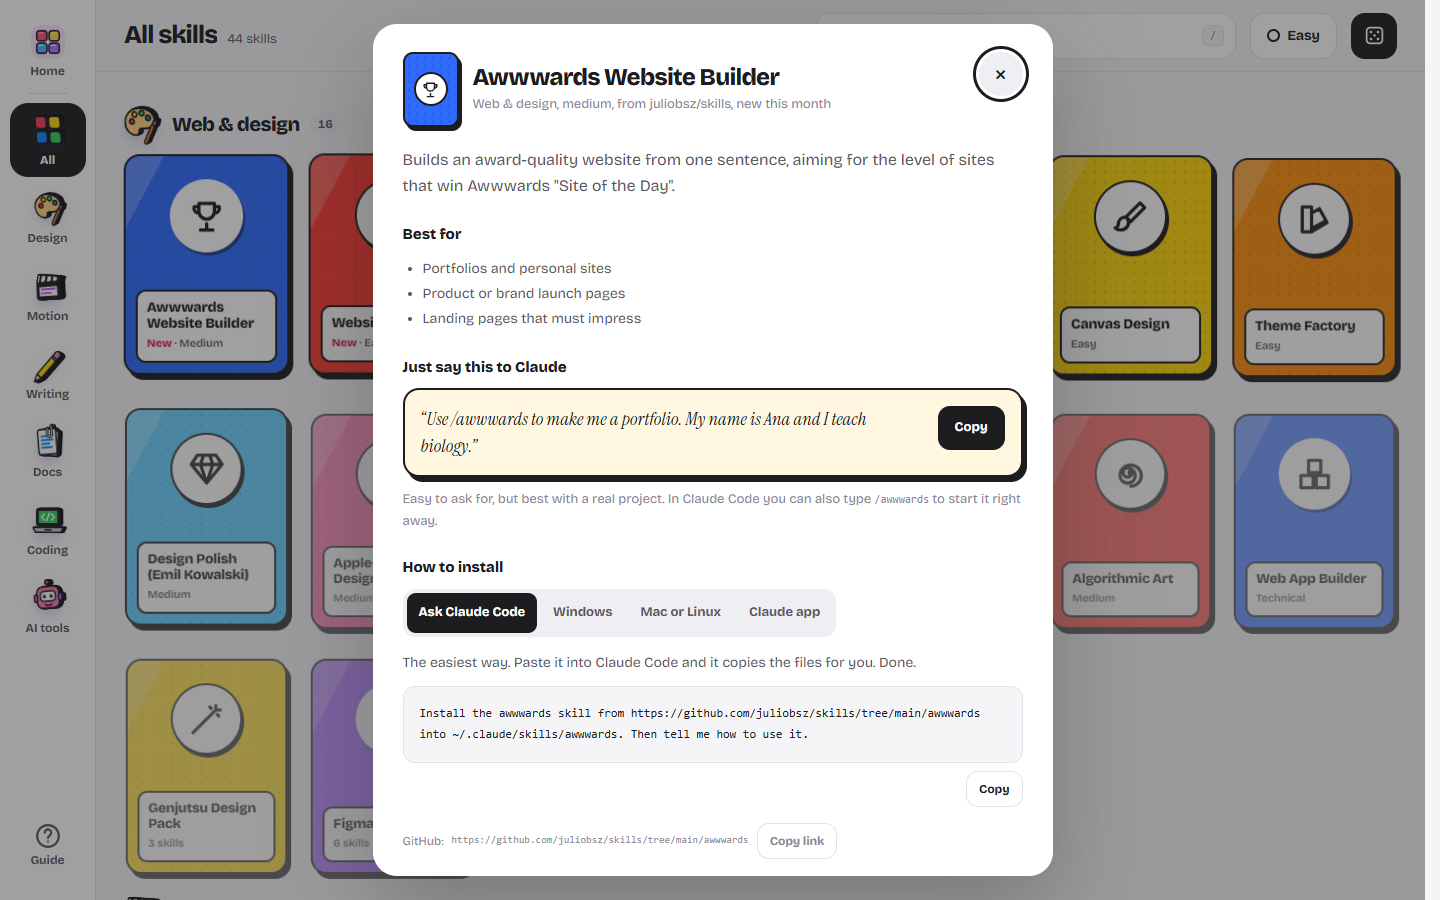 Home
All
Design
Motion
Writing
Docs
Coding
AI tools
Guide
All skills 44 skills
/
Easy
Web & design 16
Awwwards
Website Builder
New · Medium
Canvas Design
Easy
Theme Factory
Easy
Design Polish
(Emil Kowalski)
Medium
Algorithmic Art
Medium
Web App Builder
Technical
Genjutsu Design
Pack
3 skills
6 skills
Awwwards Website Builder
Web & design, medium, from juliobsz/skills, new this month
Builds an award-quality website from one sentence, aiming for the level of sites
that win Awwwards "Site of the Day".
Best for
• Portfolios and personal sites
• Product or brand launch pages
• Landing pages that must impress
Just say this to Claude
“Use /awwwards to make me a portfolio. My name is Ana and I teach
biology.”
Copy
Easy to ask for, but best with a real project. In Claude Code you can also type /awwwards to start it right
away.
How to install
Ask Claude Code Windows Mac or Linux Claude app
The easiest way. Paste it into Claude Code and it copies the files for you. Done.
Install the awwwards skill from https://github.com/juliobsz/skills/tree/main/awwwards
into ~/.claude/skills/awwwards. Then tell me how to use it.
Copy
GitHub: https://github.com/juliobsz/skills/tree/main/awwwards Copy link